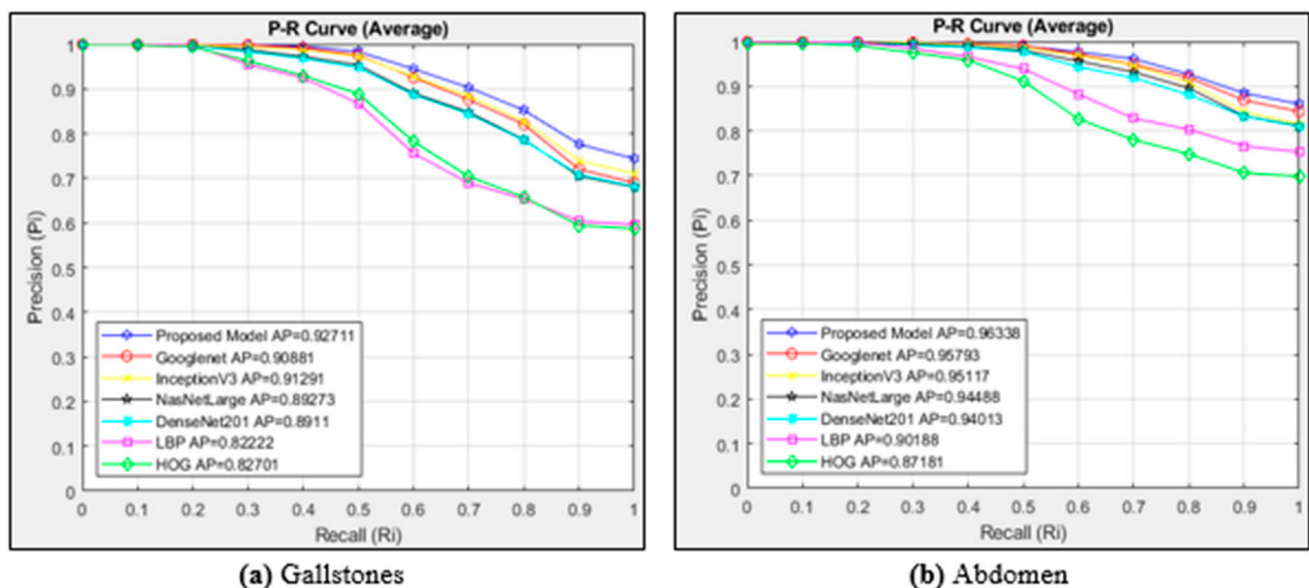 P-R Curve (Average)
Precision (Pi)
1
0.9
0.8
0.7
0.6
0.5
0.4
0.3
0.2
0.1
0
Proposed Model AP=0.92711
Googlenet AP=0.90881
InceptionV3 AP=0.91291
NasNetLarge AP=0.89273
DenseNet201 AP=0.8911
LBP AP=0.82222
HOG AP=0.82701
0 0.1 0.2 0.3 0.4 0.5 0.6 0.7 0.8 0.9 1
Recall (Ri)
(a) Gallstones
P-R Curve (Average)
Precision (Pi)
1
0.9
0.8
0.7
0.6
0.5
0.4
0.3
0.2
0.1
0
Proposed Model AP=0.96338
Googlenet AP=0.95793
InceptionV3 AP=0.95117
NasNetLarge AP=0.94488
DenseNet201 AP=0.94013
LBP AP=0.90188
HOG AP=0.87181
0 0.1 0.2 0.3 0.4 0.5 0.6 0.7 0.8 0.9 1
Recall (Ri)
(b) Abdomen